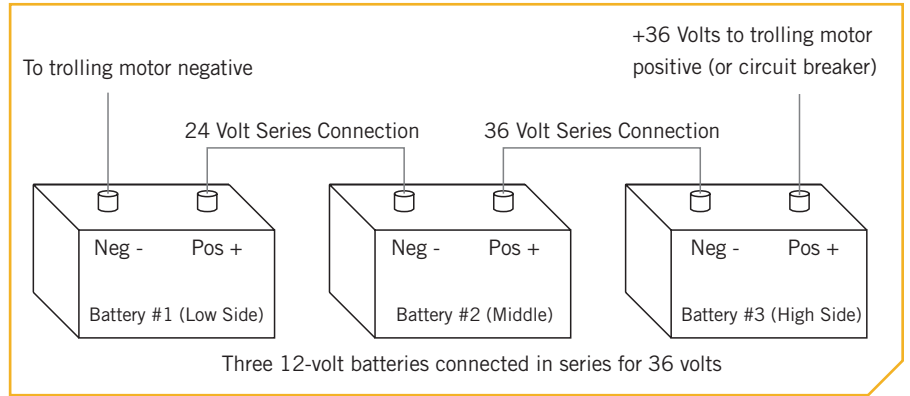 +36 Volts to trolling motor
positive (or circuit breaker)
To trolling motor negative
24 Volt Series Connection
36 Volt Series Connection
Neg -
Pos +
Neg -
Pos +
Neg -
Pos +
Battery #1 (Low Side)
Battery #2 (Middle)
Battery #3 (High Side)
Three 12-volt batteries connected in series for 36 volts